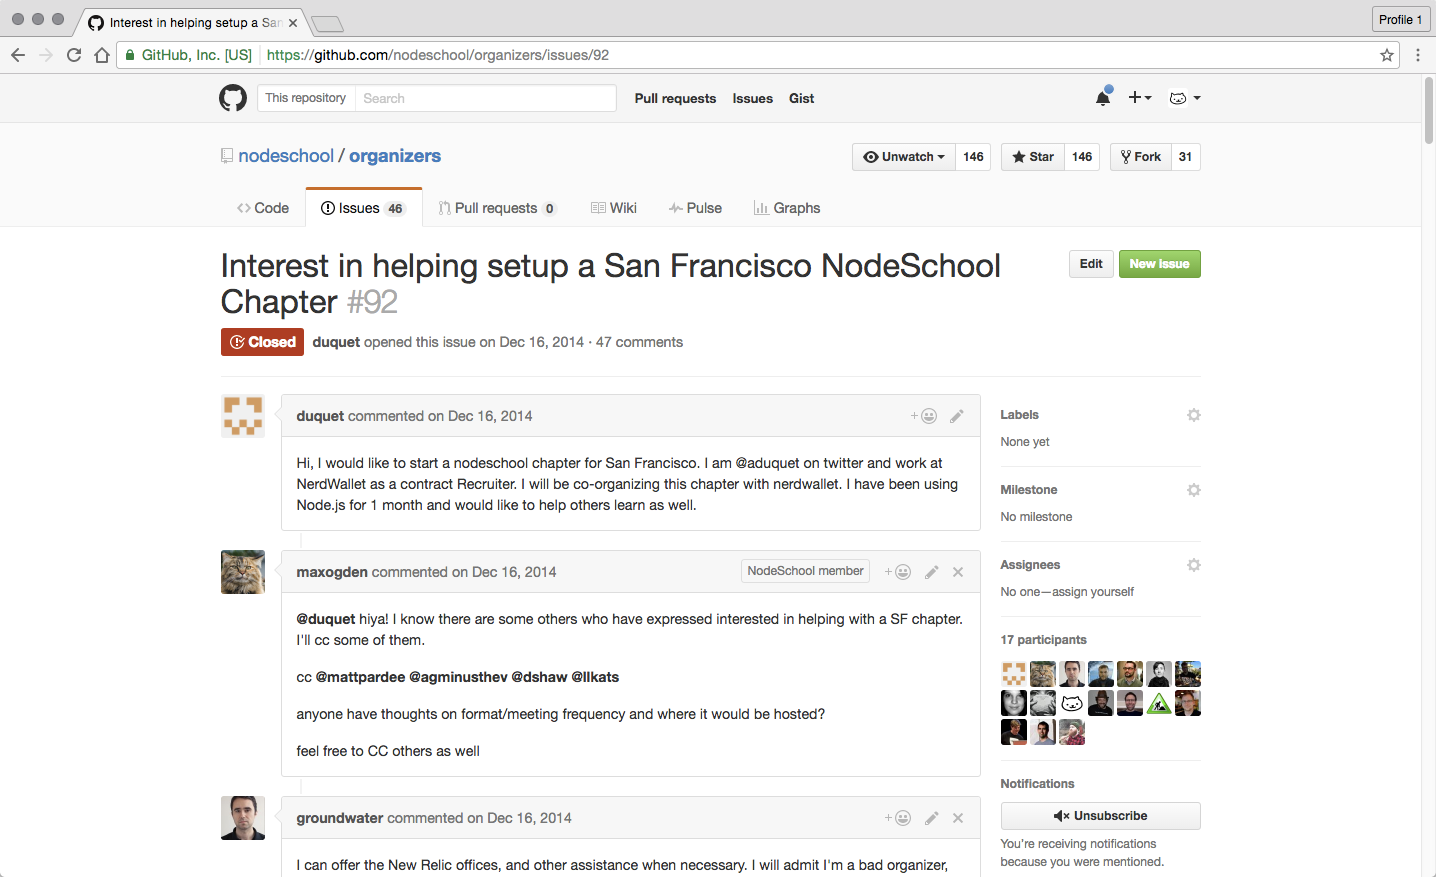 Interest in helping setup a San
Profile 1
GitHub, Inc. [US]
https://github.com/nodeschool/organizers/issues/92
This repository
Search
Pull requests
Issues
Gist
nodeschool / organizers
Unwatch
146
Star
146
Fork
31
Code
Issues 46
Pull requests 0
Wiki
Pulse
Graphs
Interest in helping setup a San Francisco NodeSchool
Chapter #92
Edit
New Issue
Closed
duquet opened this issue on Dec 16, 2014 · 47 comments
duquet commented on Dec 16, 2014
Hi, I would like to start a nodeschool chapter for San Francisco. I am @aduquet on twitter and work at
NerdWallet as a contract Recruiter. I will be co-organizing this chapter with nerdwallet. I have been using
Node.js for 1 month and would like to help others learn as well.
maxogden commented on Dec 16, 2014
NodeSchool member
@duquet hiya! I know there are some others who have expressed interested in helping with a SF chapter.
I'll cc some of them.
cc @mattpardee @agminusthev @dshaw @llkats
anyone have thoughts on format/meeting frequency and where it would be hosted?
feel free to CC others as well
groundwater commented on Dec 16, 2014
I can offer the New Relic offices, and other assistance when necessary. I will admit I'm a bad organizer,
Labels
None yet
Milestone
No milestone
Assignees
No one—assign yourself
17 participants
Notifications
Unsubscribe
You're receiving notifications
because you were mentioned.